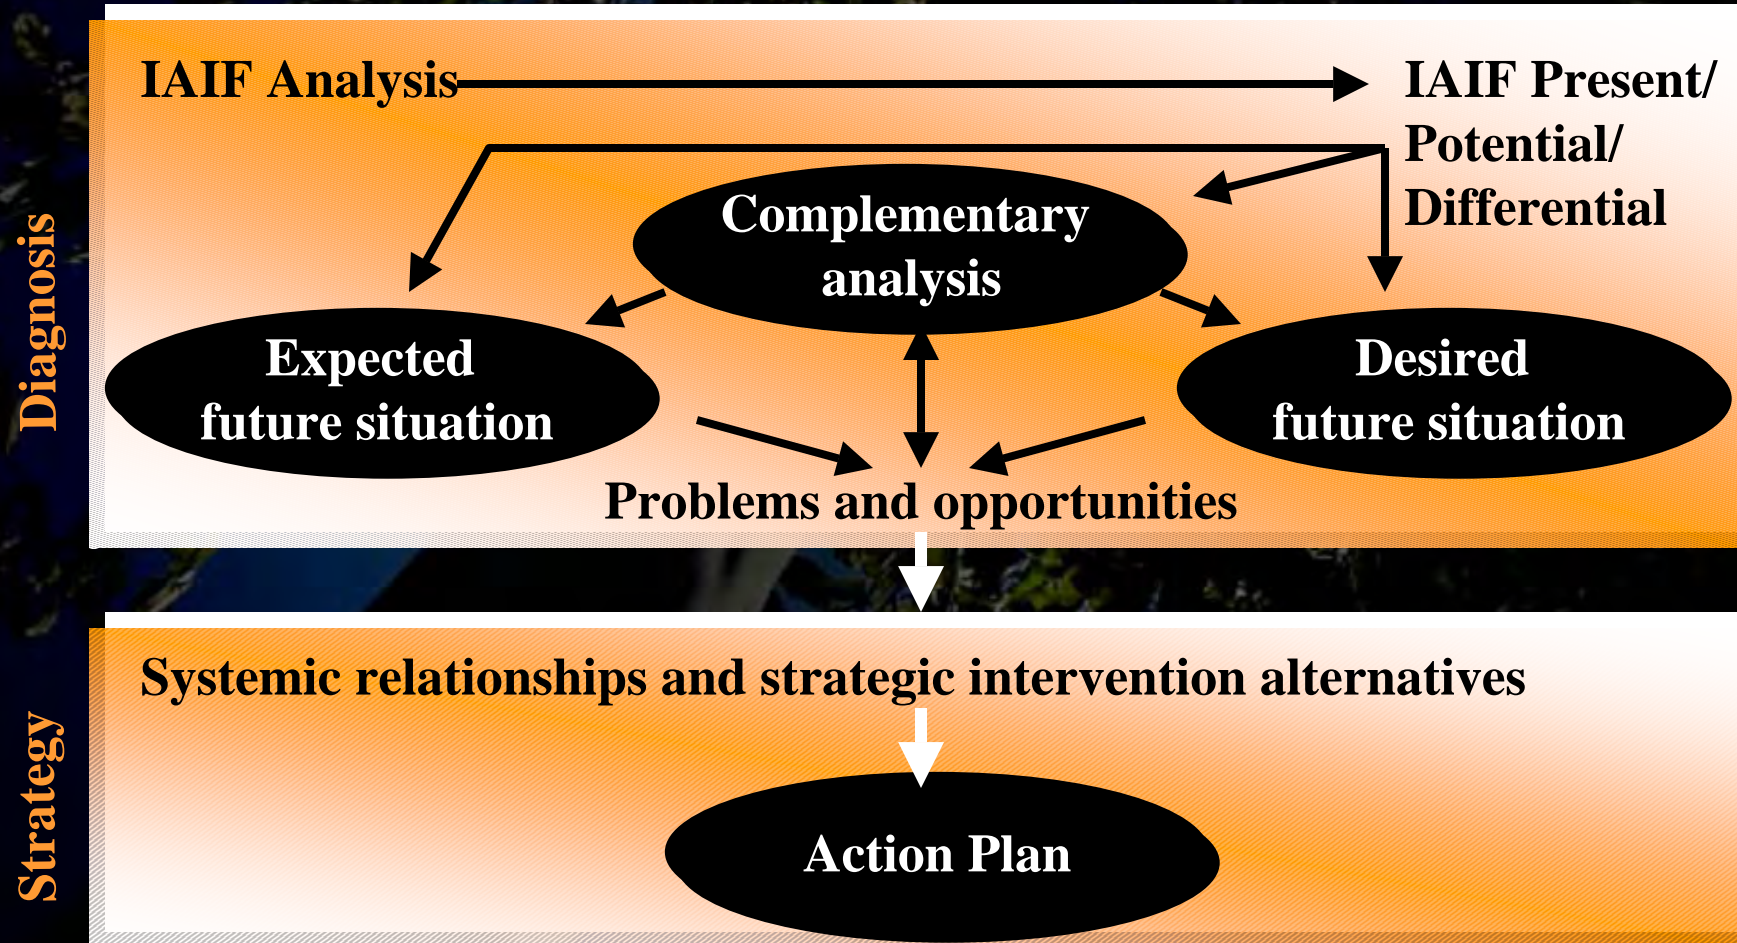 Diagnosis
IAIF Analysis
IAIF Present/
Potential/
Differential
Complementary
analysis
Expected
future situation
Desired
future situation
Problems and opportunities
Strategy
Systemic relationships and strategic intervention alternatives
Action Plan